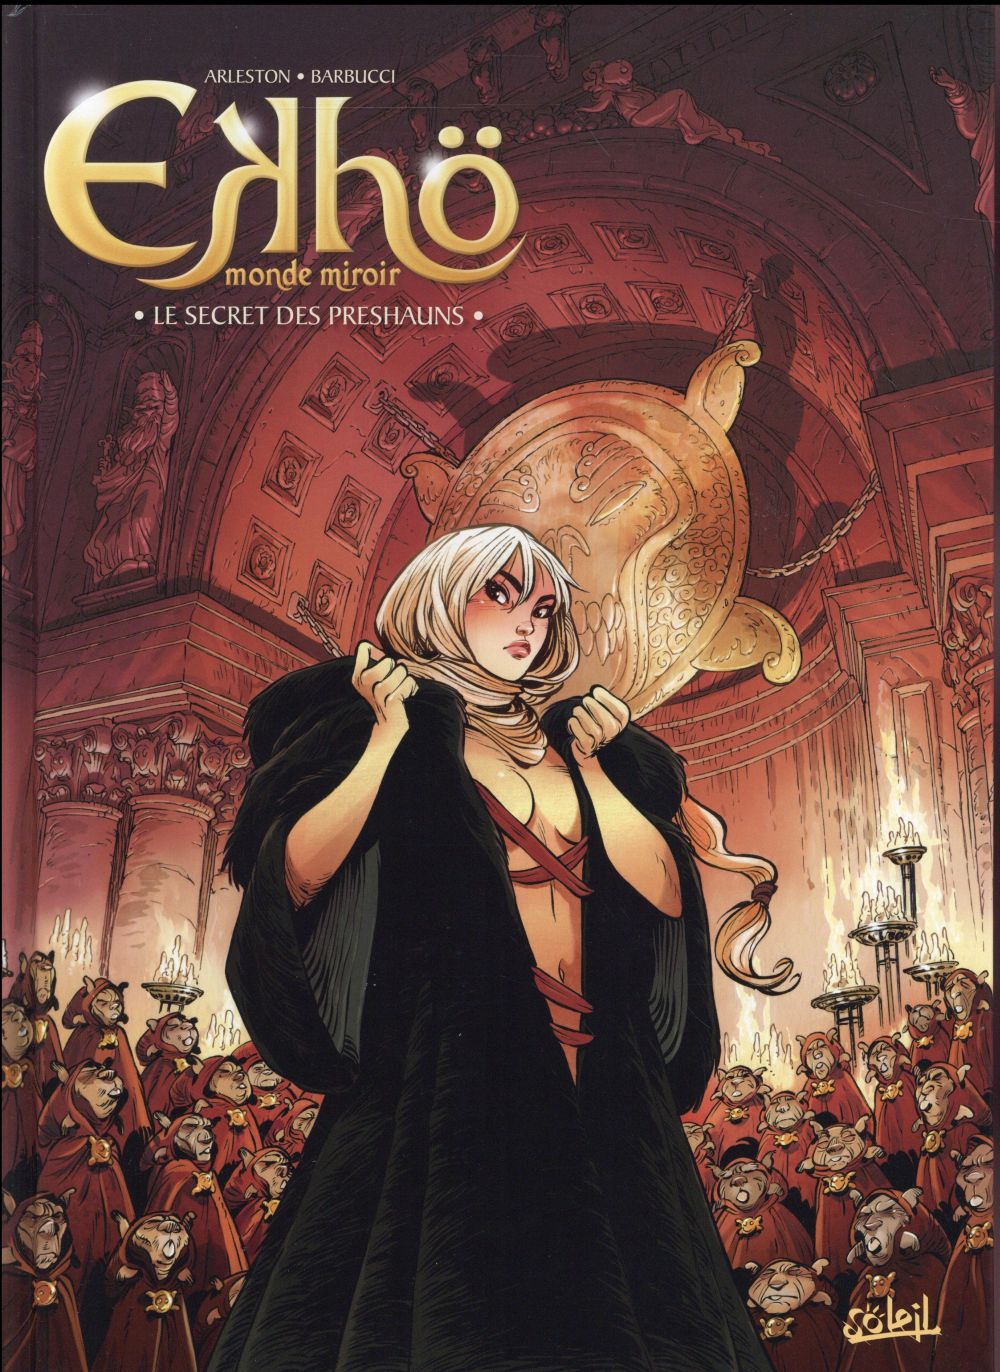 ARLESTON • BARBUCCI
Ekhö
monde miroir
• LE SECRET DES PRESHAUNS •
SOLEIL